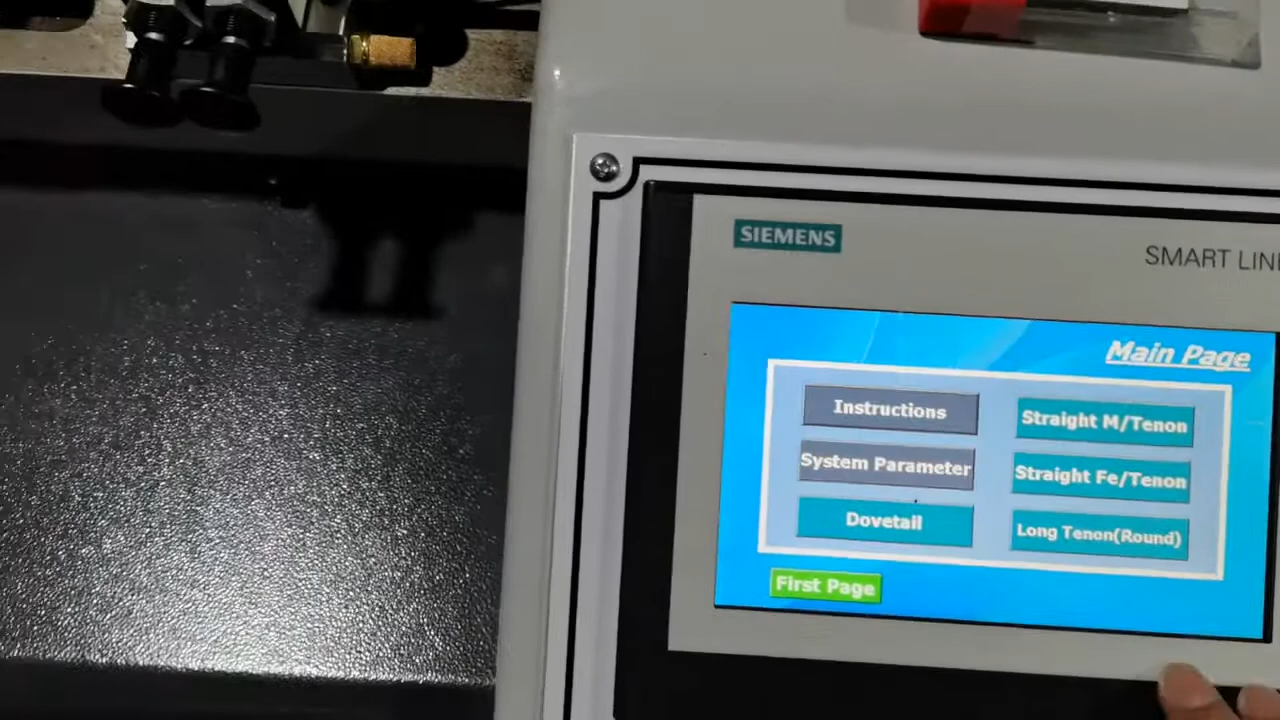 SIEMENS
SMART LINE
Main Page
Instructions
Straight M/Tenon
System Parameter
Straight Fe/Tenon
Dovetail
Long Tenon(Round)
First Page